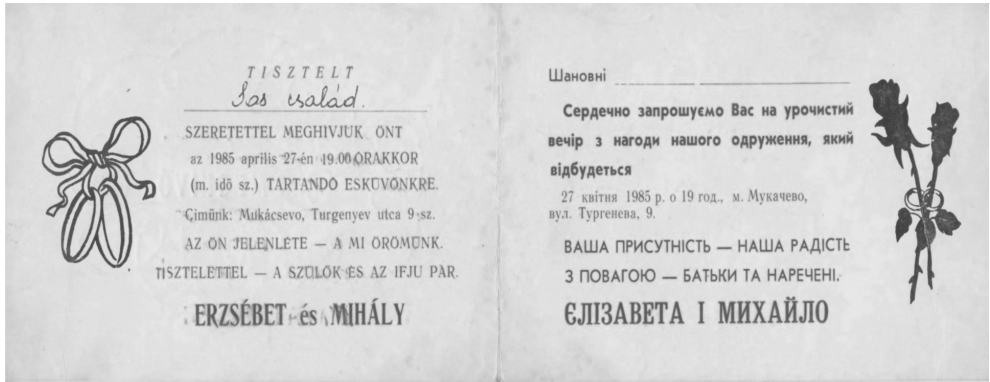 TISZTELT
Sos család.
SZERETETTEL MEGHIVJUK ÖNT
az 1985 aprilis 27-én 19.00 ORAKKOR
(m. idő sz.) TARTANDÓ ESKÜVŐNKRE.
Cimünk: Mukácsevo, Turgenyev utca 9 sz.
AZ ÖN JELENLÉTE — A MI ÖRÖMÜNK.
TISZTELETTEL — A SZÜLŐK ÉS AZ IFJU PÁR.
ERZSÉBET és MIHÁLY
Шановні
Сердечно запрошуємо Вас на урочистий
вечір з нагоди нашого одруження, який
відбудеться
27 квітня 1985 р. о 19 год., м. Мукачево,
вул. Тургенева, 9.
ВАША ПРИСУТНІСТЬ — НАША РАДІСТЬ
З ПОВАГОЮ — БАТЬКИ ТА НАРЕЧЕНІ.
ЄЛІЗАВЕТА І МИХАЙЛО